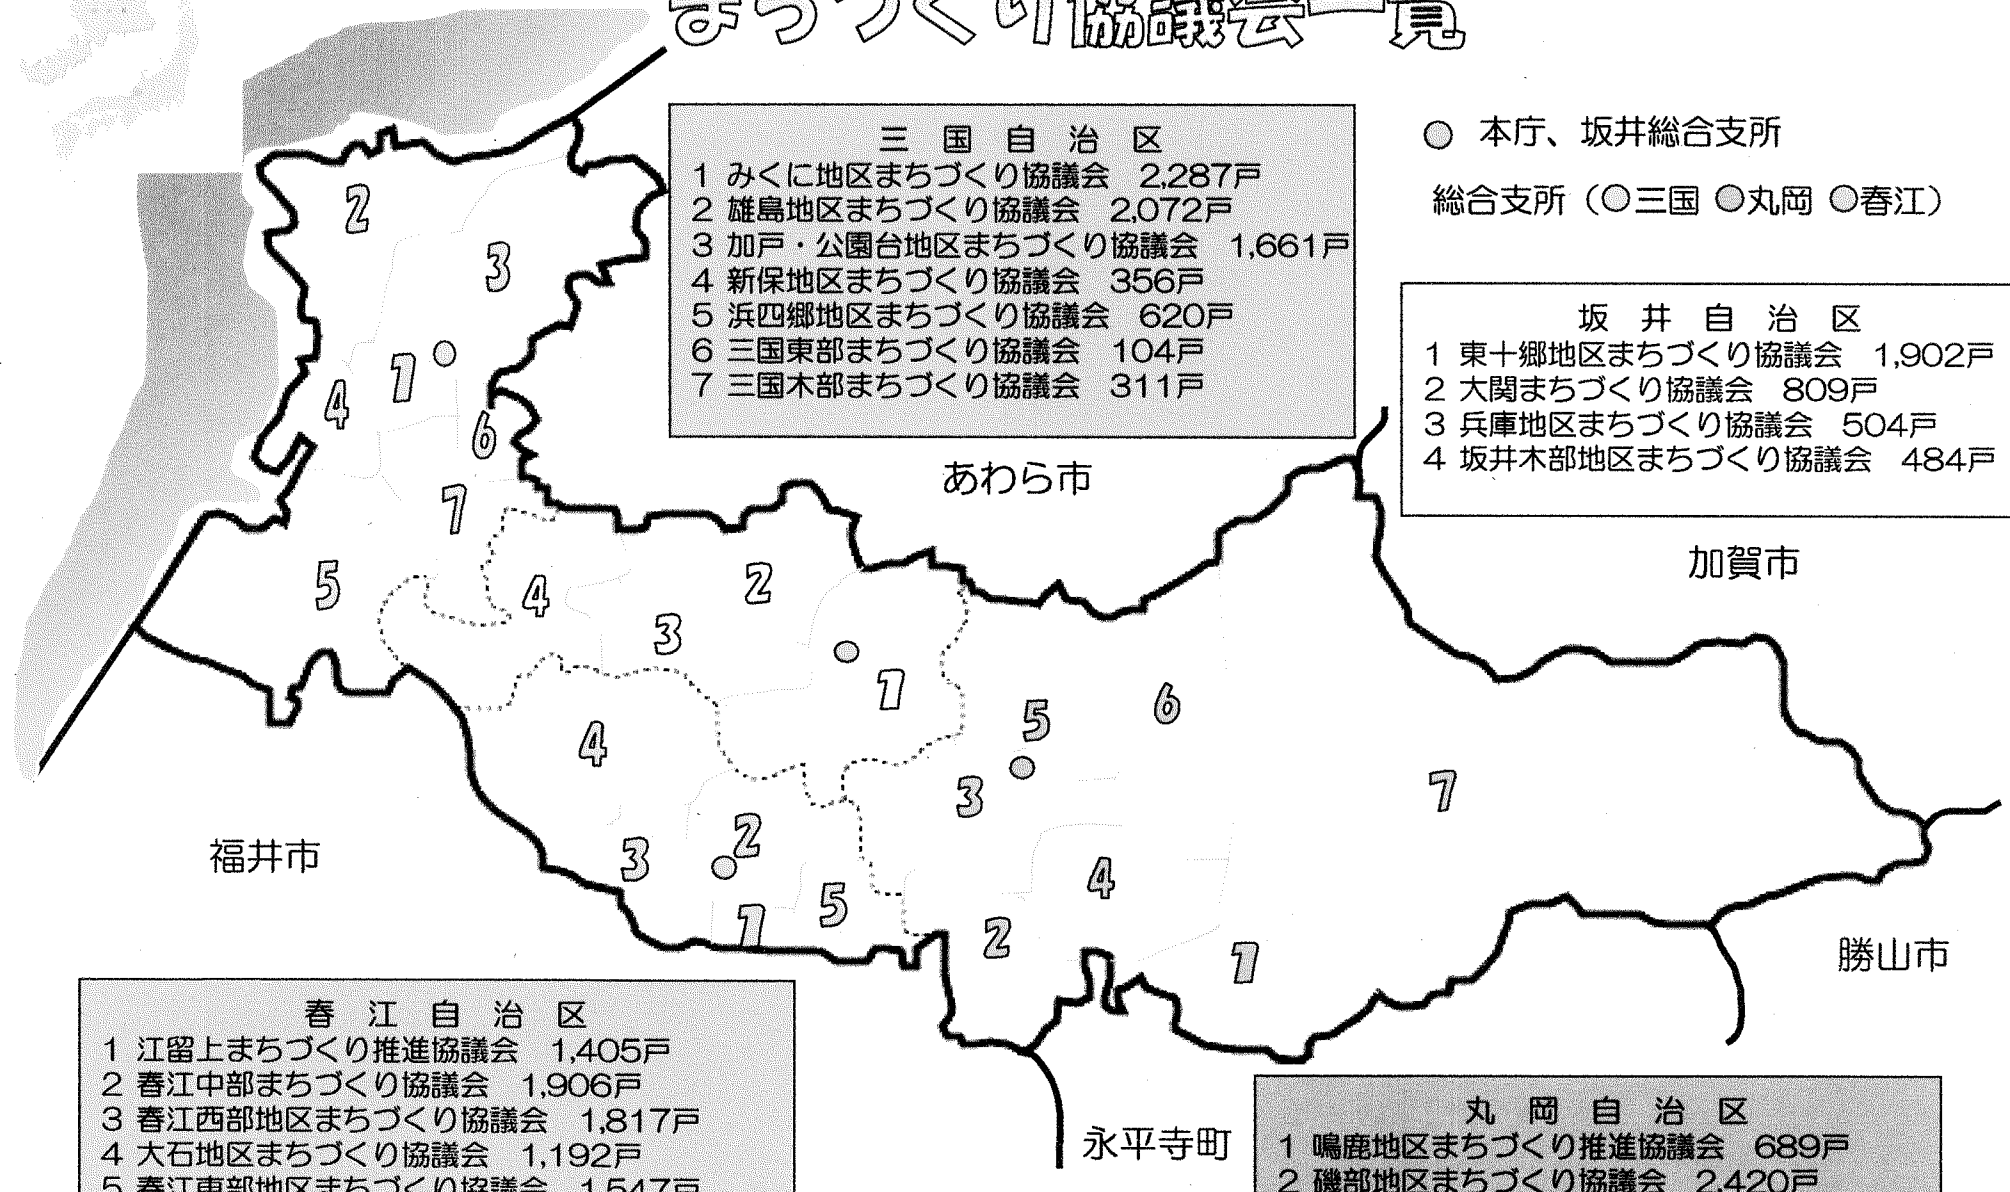 まちづくり協議会一覧
三国自治区
1 みくに地区まちづくり協議会 2,287戸
2 雄島地区まちづくり協議会 2,072戸
3 加戸・公園台地区まちづくり協議会 1,661戸
4 新保地区まちづくり協議会 356戸
5 浜四郷地区まちづくり協議会 620戸
6 三国東部まちづくり協議会 104戸
7 三国木部まちづくり協議会 311戸
○ 本庁、坂井総合支所
総合支所（○三国 ○丸岡 ○春江）
坂井自治区
1 東十郷地区まちづくり協議会 1,902戸
2 大関まちづくり協議会 809戸
3 兵庫地区まちづくり協議会 504戸
4 坂井木部地区まちづくり協議会 484戸
2
3
1
4
6
7
5
あわら市
加賀市
4
2
3
1
5
6
7
4
3
2
3
1
5
4
2
1
福井市
勝山市
永平寺町
春江自治区
1 江留上まちづくり推進協議会 1,405戸
2 春江中部まちづくり協議会 1,906戸
3 春江西部地区まちづくり協議会 1,817戸
4 大石地区まちづくり協議会 1,192戸
5 春江東部地区まちづくり協議会 1,547戸
丸岡自治区
1 鳴鹿地区まちづくり推進協議会 689戸
2 磯部地区まちづくり協議会 2,420戸